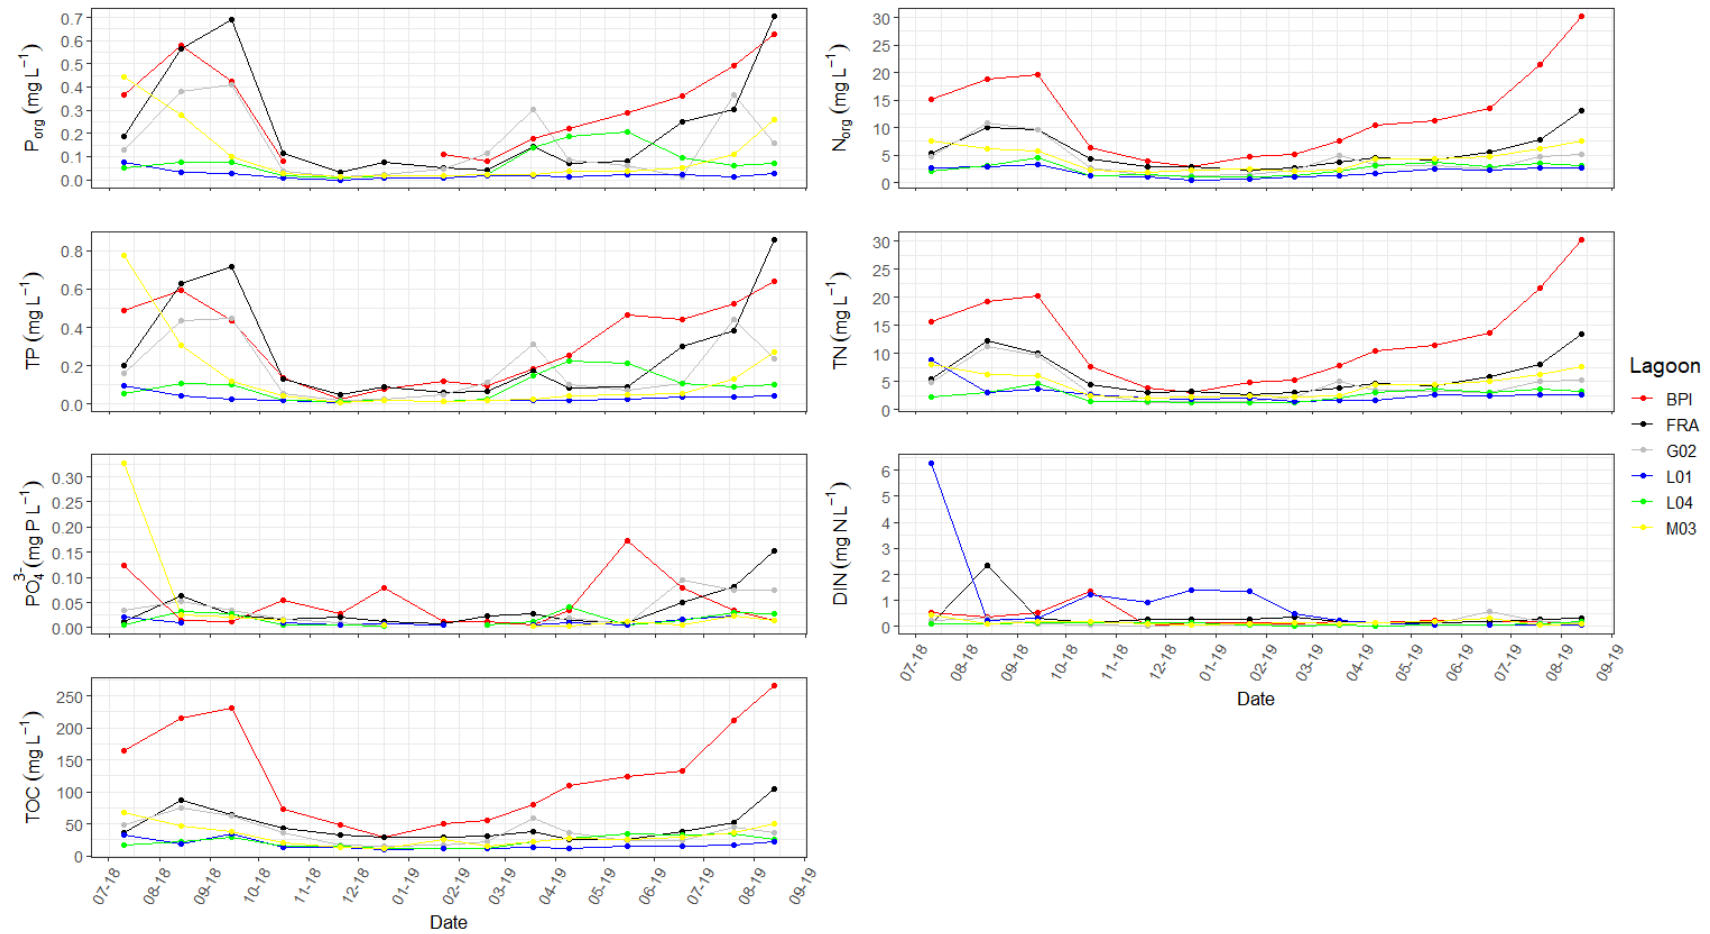 P_org (mg L⁻¹)
0.7
0.6
0.5
0.4
0.3
0.2
0.1
0.0
N_org (mg L⁻¹)
30
25
20
15
10
5
0
TP (mg L⁻¹)
0.8
0.6
0.4
0.2
0.0
TN (mg L⁻¹)
30
25
20
15
10
5
0
PO₄³⁻ (mg P L⁻¹)
0.30
0.25
0.20
0.15
0.10
0.05
0.00
DIN (mg N L⁻¹)
6
5
4
3
2
1
0
07-18 08-18 09-18 10-18 11-18 12-18 01-19 02-19 03-19 04-19 05-19 06-19 07-19 08-19 09-19
Date
TOC (mg L⁻¹)
250
200
150
100
50
0
07-18 08-18 09-18 10-18 11-18 12-18 01-19 02-19 03-19 04-19 05-19 06-19 07-19 08-19 09-19
Date
Lagoon
BPI
FRA
G02
L01
L04
M03